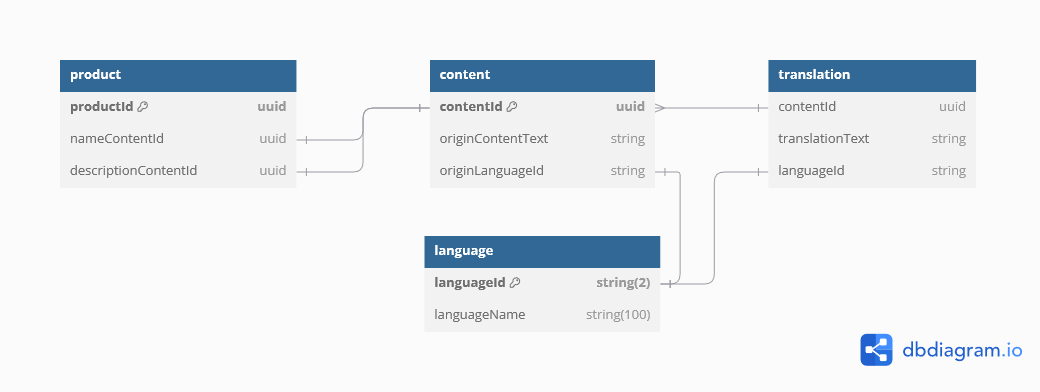 product
productId uuid
nameContentId uuid
descriptionContentId uuid
content
contentId uuid
originContentText string
originLanguageId string
translation
contentId uuid
translationText string
languageId string
language
languageId string(2)
languageName string(100)
dbdiagram.io